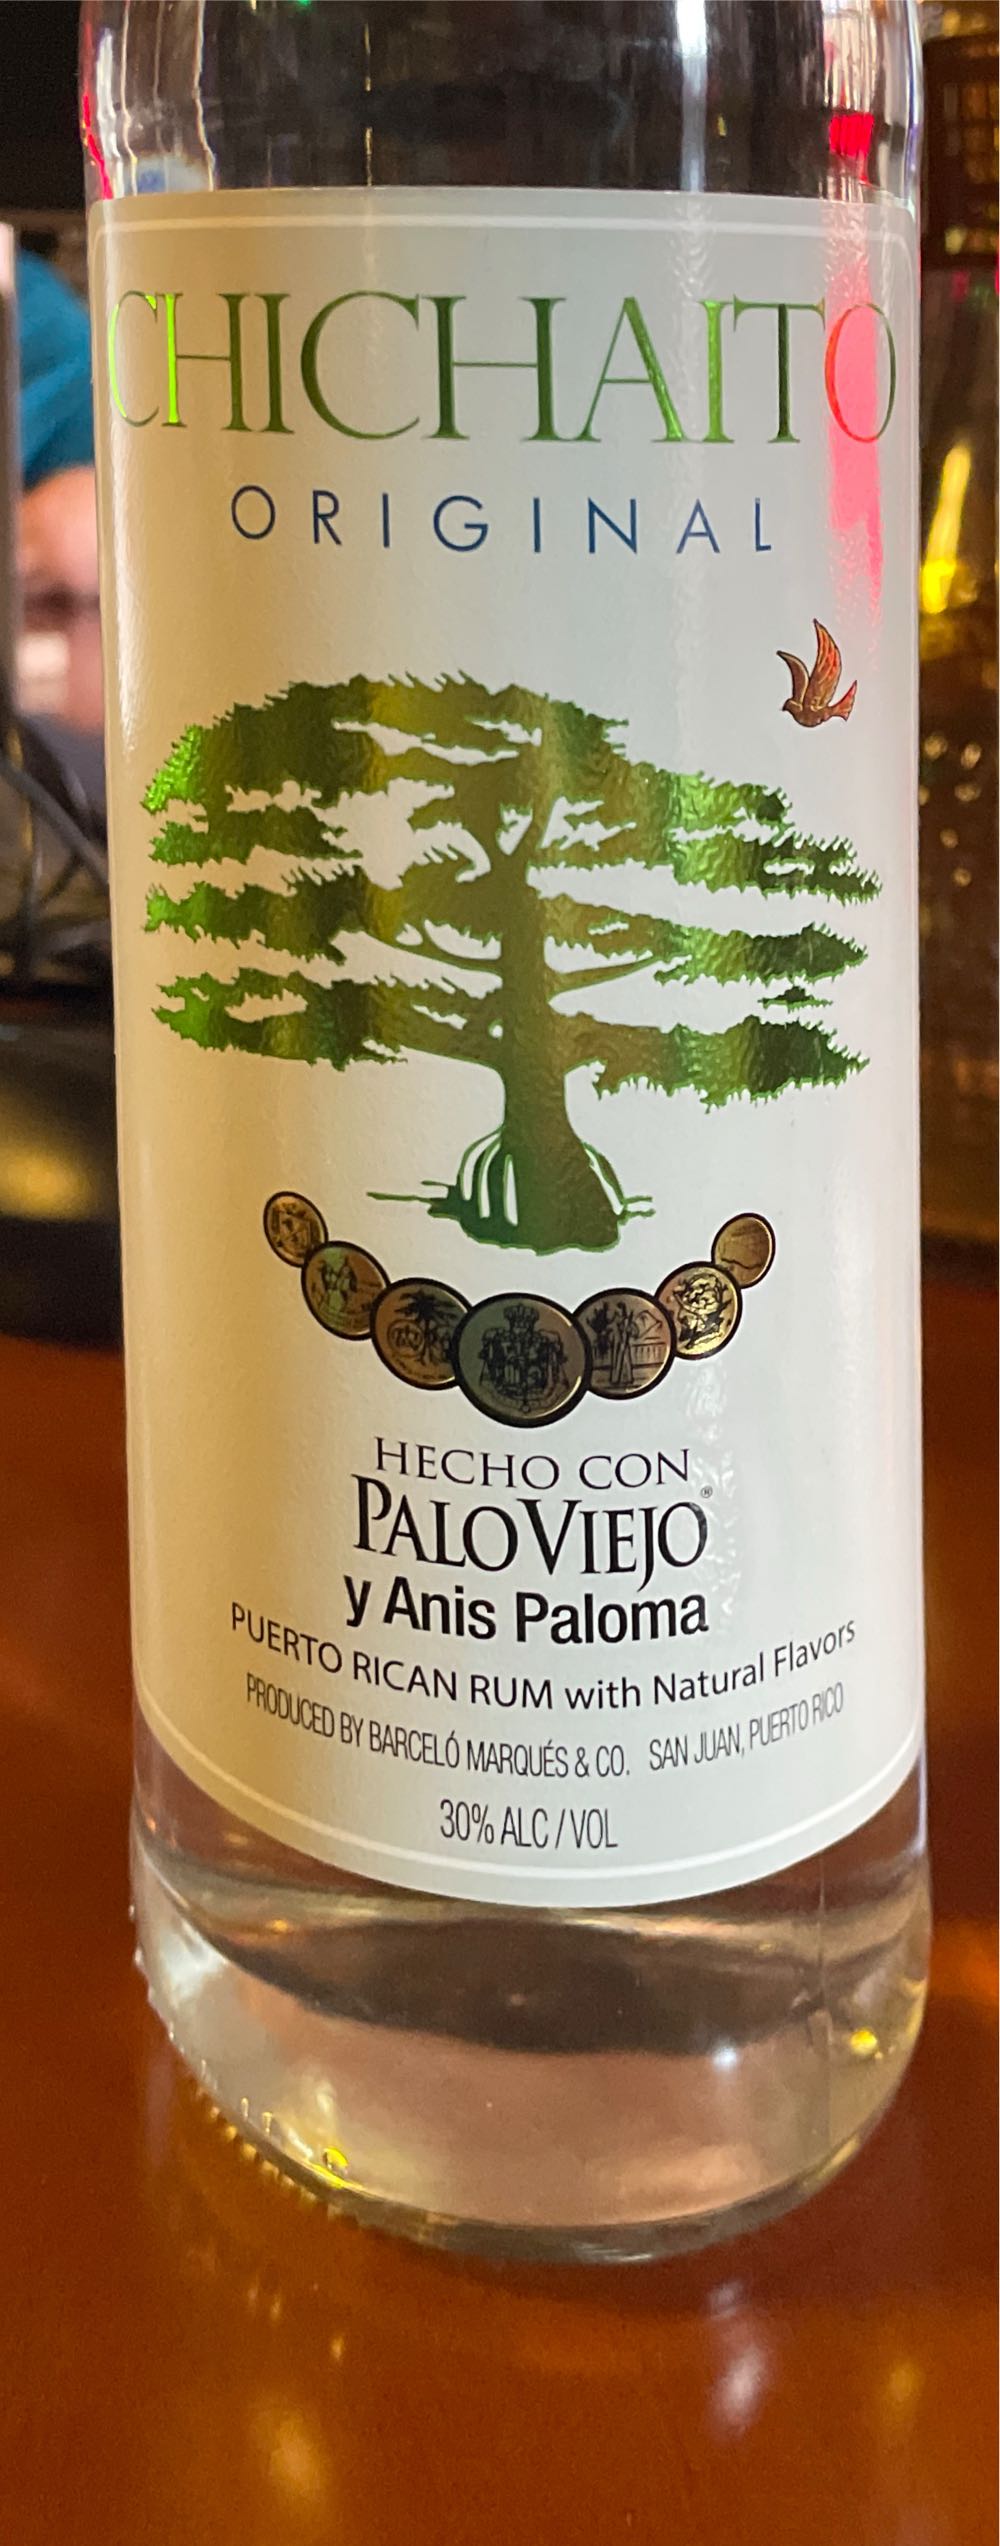 CHICHAITO
ORIGINAL
HECHO CON
PALO VIEJO®
y Anis Paloma
PUERTO RICAN RUM with Natural Flavors
PRODUCED BY BARCELÓ MARQUÉS & CO. SAN JUAN, PUERTO RICO
30% ALC / VOL